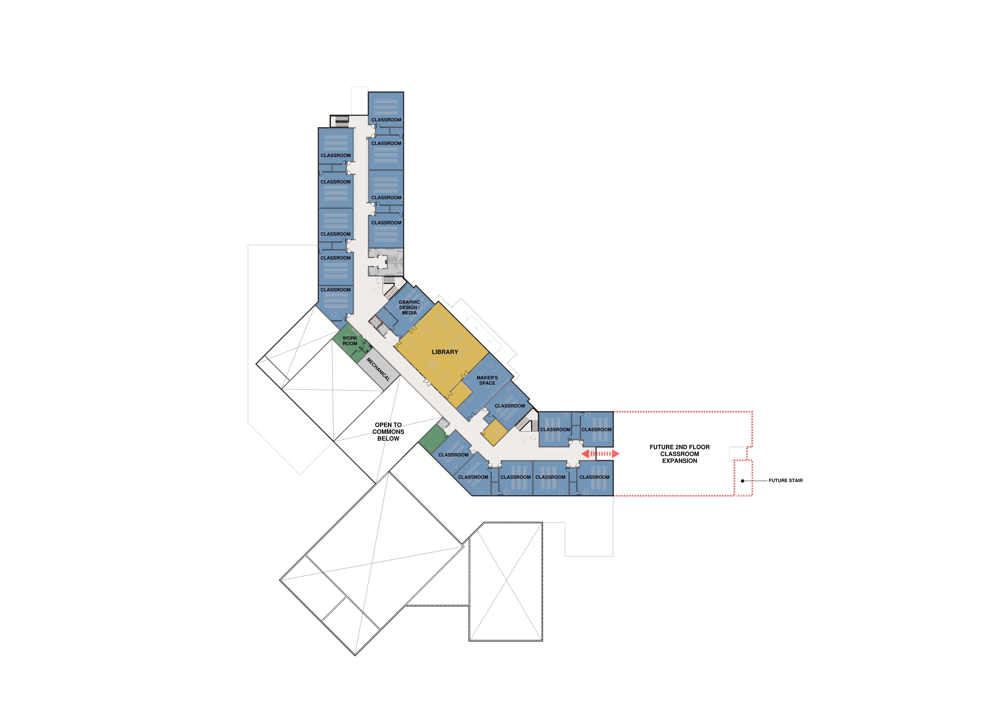 CLASSROOM
CLASSROOM
CLASSROOM
CLASSROOM
CLASSROOM
CLASSROOM
CLASSROOM
CLASSROOM
CLASSROOM
GRAPHIC
DESIGN /
MEDIA
WORK
ROOM
MECHANICAL
LIBRARY
MAKER'S
SPACE
CLASSROOM
OPEN TO
COMMONS
BELOW
CLASSROOM
CLASSROOM
CLASSROOM
CLASSROOM
CLASSROOM
CLASSROOM
CLASSROOM
FUTURE 2ND FLOOR
CLASSROOM
EXPANSION
FUTURE STAIR